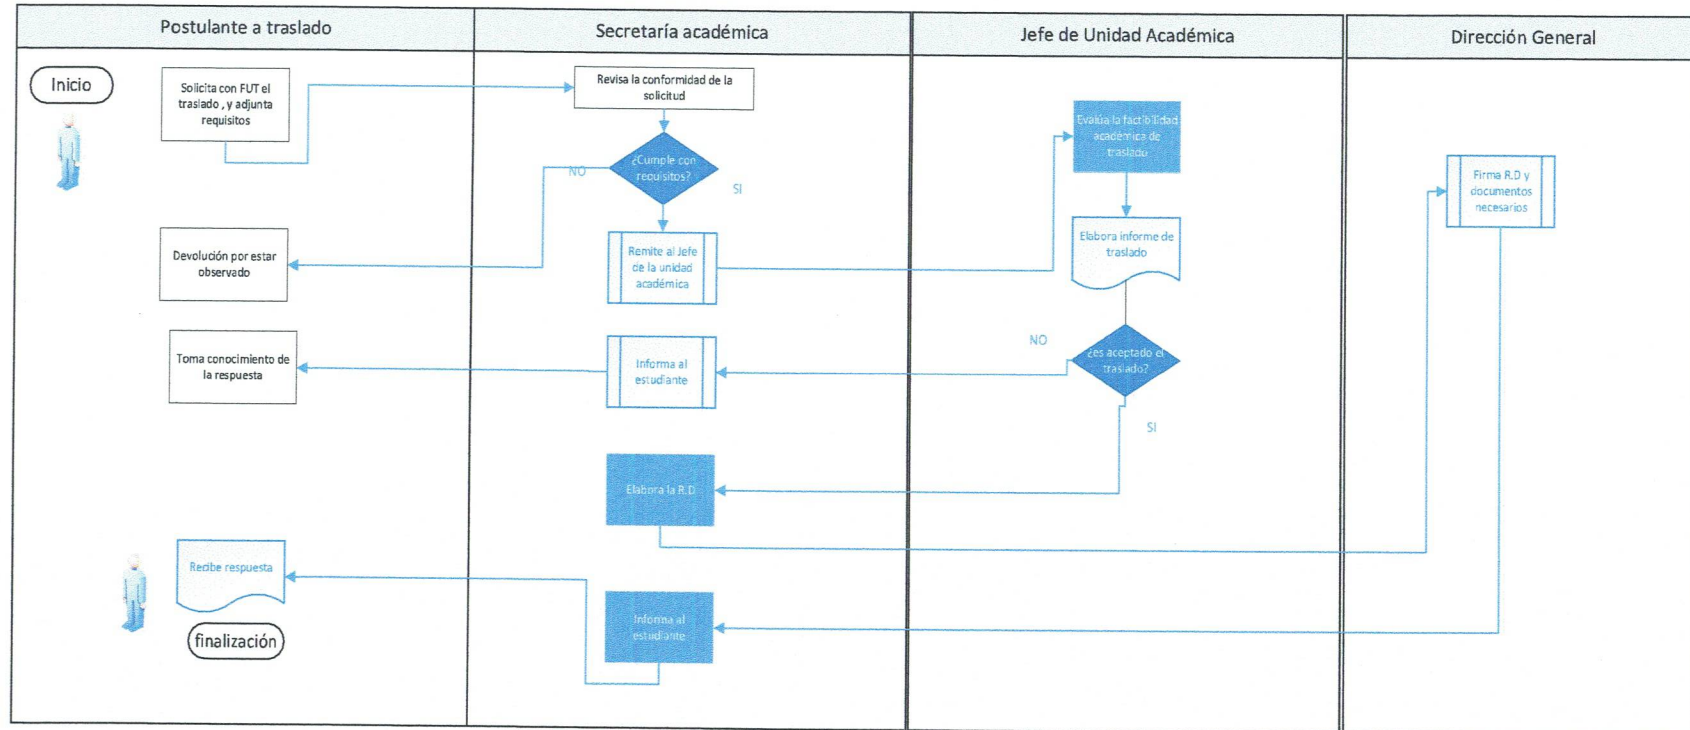 Postulante a traslado
Secretaría académica
Jefe de Unidad Académica
Dirección General
Inicio
Solicita con FUT el
traslado , y adjunta
requisitos
Revisa la conformidad de la
solicitud
Evalúa la factibilidad
académica de
traslado
¿Cumple con
requisitos?
NO
SI
Firma R.D y
documentos
necesarios
Devolución por estar
observado
Remite al Jefe
de la unidad
académica
Elabora informe de
traslado
Toma conocimiento de
la respuesta
Informa al
estudiante
NO
¿es aceptado el
traslado?
SI
Elabora la R.D
Recibe respuesta
Informa al
estudiante
finalización